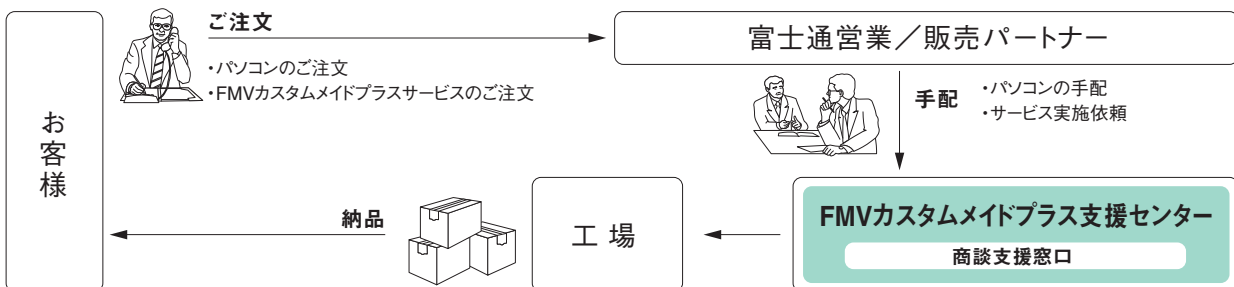 お客様
ご注文
・パソコンのご注文
・FMVカスタムメイドプラスサービスのご注文
富士通営業／販売パートナー
手配
・パソコンの手配
・サービス実施依頼
FMVカスタムメイドプラス支援センター
商談支援窓口
工場
納品